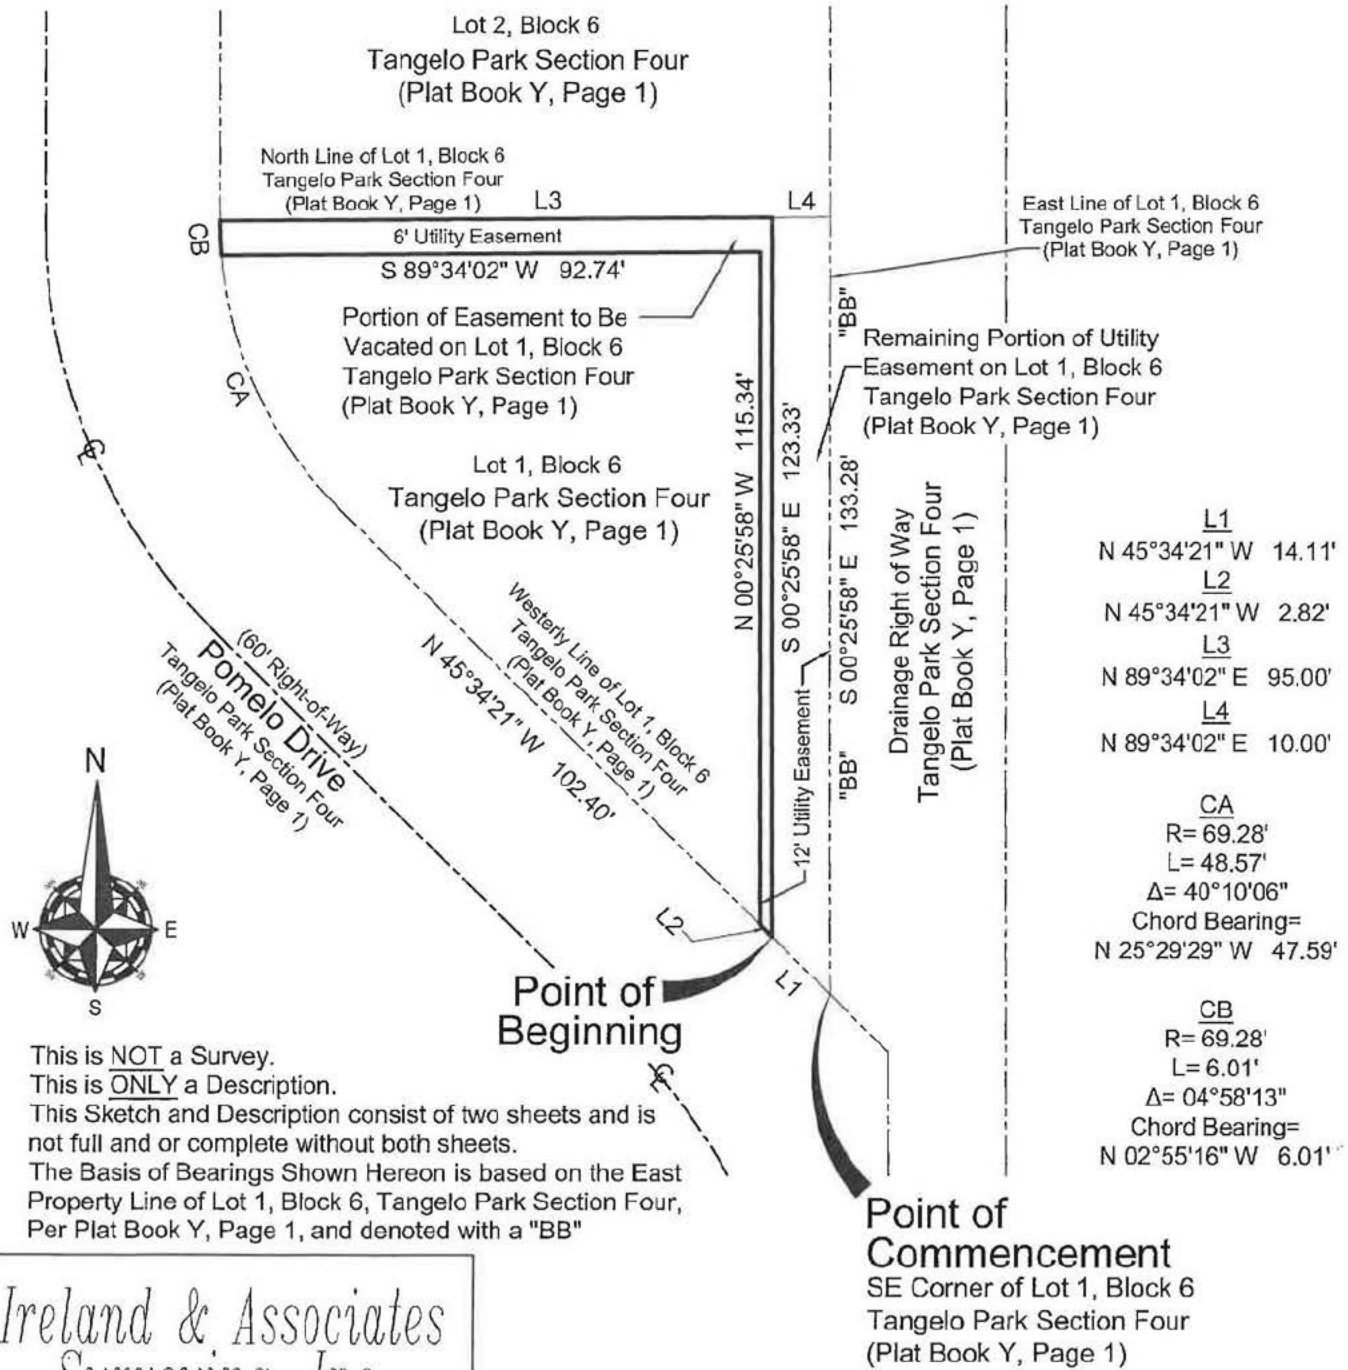 Lot 2, Block 6
Tangelo Park Section Four
(Plat Book Y, Page 1)
North Line of Lot 1, Block 6
Tangelo Park Section Four
(Plat Book Y, Page 1)
L3
L4
East Line of Lot 1, Block 6
Tangelo Park Section Four
(Plat Book Y, Page 1)
CB
6' Utility Easement
S 89°34'02" W 92.74'
"BB"
Portion of Easement to Be
Vacated on Lot 1, Block 6
Tangelo Park Section Four
(Plat Book Y, Page 1)
Remaining Portion of Utility
Easement on Lot 1, Block 6
Tangelo Park Section Four
(Plat Book Y, Page 1)
CA
N 00°25'58" W 115.34'
S 00°25'58" E 123.33'
S 00°25'58" E 133.28'
"BB"
12' Utility Easement
Drainage Right of Way
Tangelo Park Section Four
(Plat Book Y, Page 1)
Lot 1, Block 6
Tangelo Park Section Four
(Plat Book Y, Page 1)
Westerly Line of Lot 1, Block 6
Tangelo Park Section Four
(Plat Book Y, Page 1)
N 45°34'21" W 102.40'
(60' Right-of-Way)
Pomelo Drive
Tangelo Park Section Four
(Plat Book Y, Page 1)
L1
N 45°34'21" W 14.11'
L2
N 45°34'21" W 2.82'
L3
N 89°34'02" E 95.00'
L4
N 89°34'02" E 10.00'
CA
R= 69.28'
L= 48.57'
Δ= 40°10'06"
Chord Bearing=
N 25°29'29" W 47.59'
CB
R= 69.28'
L= 6.01'
Δ= 04°58'13"
Chord Bearing=
N 02°55'16" W 6.01'
N
W
E
S
L2
L1
Point of
Beginning
This is NOT a Survey.
This is ONLY a Description.
This Sketch and Description consist of two sheets and is
not full and or complete without both sheets.
The Basis of Bearings Shown Hereon is based on the East
Property Line of Lot 1, Block 6, Tangelo Park Section Four,
Per Plat Book Y, Page 1, and denoted with a "BB"
Point of
Commencement
SE Corner of Lot 1, Block 6
Tangelo Park Section Four
(Plat Book Y, Page 1)
Ireland & Associates